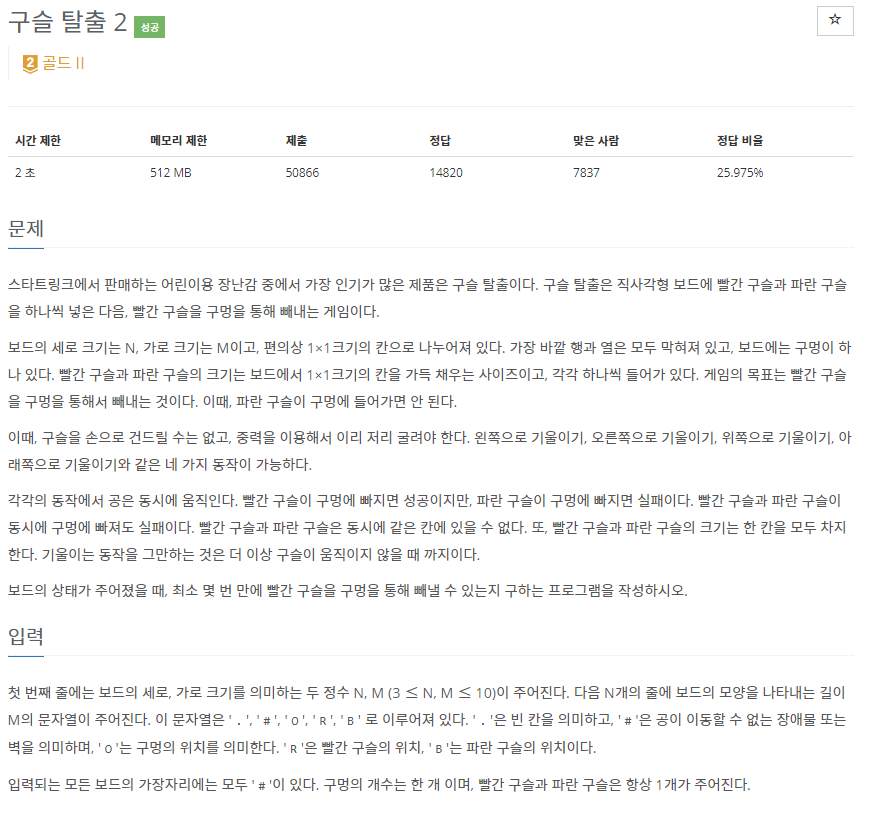 구슬 탈출 2 성공
☆
2 골드 II
시간 제한 메모리 제한 제출 정답 맞은 사람 정답 비율
2 초 512 MB 50866 14820 7837 25.975%
문제
스타트링크에서 판매하는 어린이용 장난감 중에서 가장 인기가 많은 제품은 구슬 탈출이다. 구슬 탈출은 직사각형 보드에 빨간 구슬과 파란 구슬
을 하나씩 넣은 다음, 빨간 구슬을 구멍을 통해 빼내는 게임이다.
보드의 세로 크기는 N, 가로 크기는 M이고, 편의상 1×1크기의 칸으로 나누어져 있다. 가장 바깥 행과 열은 모두 막혀져 있고, 보드에는 구멍이 하
나 있다. 빨간 구슬과 파란 구슬의 크기는 보드에서 1×1크기의 칸을 가득 채우는 사이즈이고, 각각 하나씩 들어가 있다. 게임의 목표는 빨간 구슬
을 구멍을 통해서 빼내는 것이다. 이때, 파란 구슬이 구멍에 들어가면 안 된다.
이때, 구슬을 손으로 건드릴 수는 없고, 중력을 이용해서 이리 저리 굴려야 한다. 왼쪽으로 기울이기, 오른쪽으로 기울이기, 위쪽으로 기울이기, 아
래쪽으로 기울이기와 같은 네 가지 동작이 가능하다.
각각의 동작에서 공은 동시에 움직인다. 빨간 구슬이 구멍에 빠지면 성공이지만, 파란 구슬이 구멍에 빠지면 실패이다. 빨간 구슬과 파란 구슬이
동시에 구멍에 빠져도 실패이다. 빨간 구슬과 파란 구슬은 동시에 같은 칸에 있을 수 없다. 또, 빨간 구슬과 파란 구슬의 크기는 한 칸을 모두 차지
한다. 기울이는 동작을 그만하는 것은 더 이상 구슬이 움직이지 않을 때 까지이다.
보드의 상태가 주어졌을 때, 최소 몇 번 만에 빨간 구슬을 구멍을 통해 빼낼 수 있는지 구하는 프로그램을 작성하시오.
입력
첫 번째 줄에는 보드의 세로, 가로 크기를 의미하는 두 정수 N, M (3 ≤ N, M ≤ 10)이 주어진다. 다음 N개의 줄에 보드의 모양을 나타내는 길이
M의 문자열이 주어진다. 이 문자열은 '.', '#', 'O', 'R', 'B' 로 이루어져 있다. '.'은 빈 칸을 의미하고, '#'은 공이 이동할 수 없는 장애물 또는
벽을 의미하며, 'O'는 구멍의 위치를 의미한다. 'R'은 빨간 구슬의 위치, 'B'는 파란 구슬의 위치이다.
입력되는 모든 보드의 가장자리에는 모두 '#'이 있다. 구멍의 개수는 한 개 이며, 빨간 구슬과 파란 구슬은 항상 1개가 주어진다.